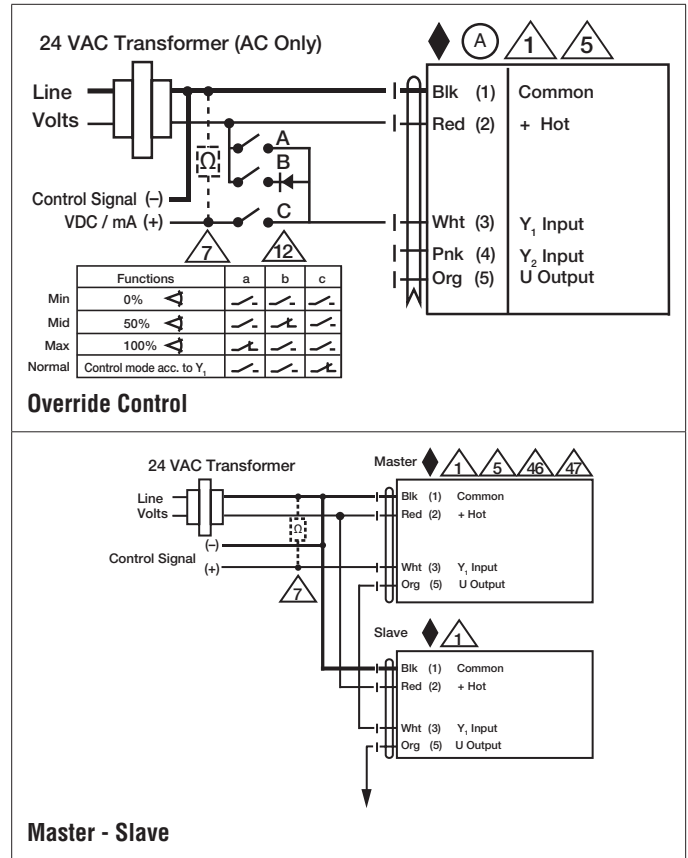 24 VAC Transformer (AC Only)
A 1 5
Line
Volts
Blk (1) Common
Red (2) + Hot
A
B
C
Ω
Control Signal (–)
VDC / mA (+)
Wht (3) Y₁ Input
Pnk (4) Y₂ Input
Org (5) U Output
7 12
Functions a b c
Min 0%
Mid 50%
Max 100%
Normal Control mode acc. to Y₁
Override Control
24 VAC Transformer
Master 1 5 46 47
Line
Volts
Blk (1) Common
Red (2) + Hot
Ω
Control Signal
(–)
(+)
Wht (3) Y₁ Input
Org (5) U Output
7
Slave 1
Blk (1) Common
Red (2) + Hot
Wht (3) Y₁ Input
Org (5) U Output
Master - Slave